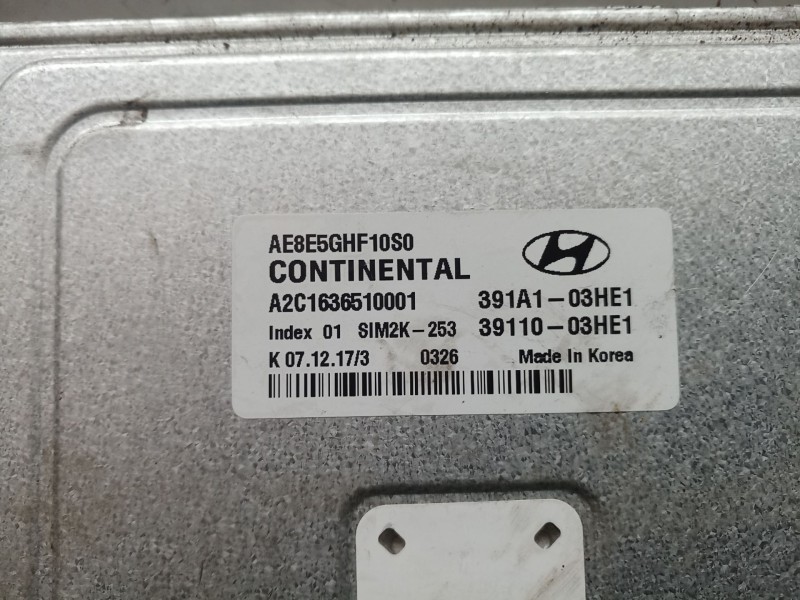 AE8E5GHF10S0
CONTINENTAL
A2C1636510001 391A1-03HE1
Index 01 SIM2K-253 39110-03HE1
K 07.12.17/3 0326 Made In Korea